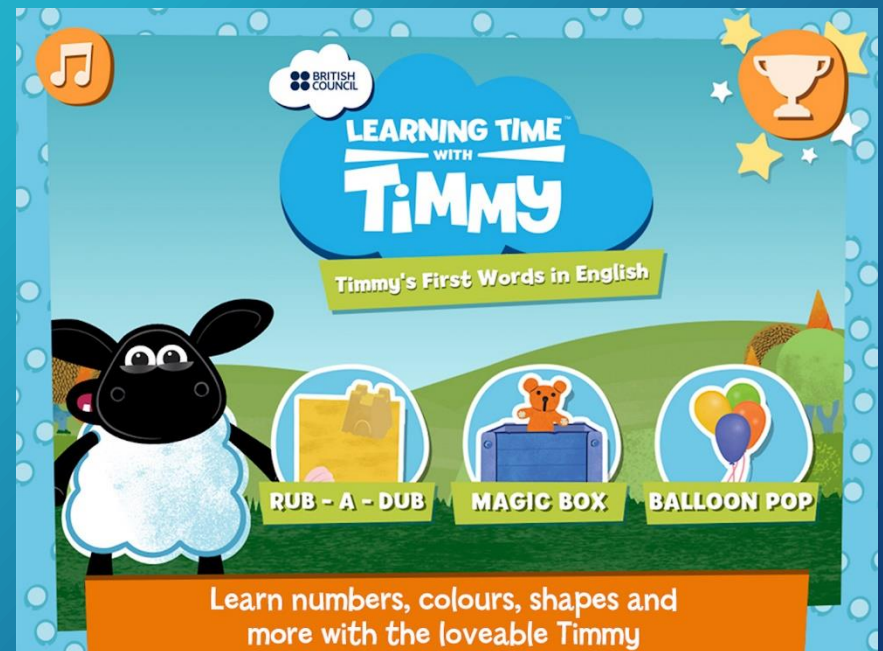 BRITISH
COUNCIL
LEARNING TIME™
WITH
TiMMY
Timmy's First Words in English
RUB - A - DUB
MAGIC BOX
BALLOON POP
Learn numbers, colours, shapes and
more with the loveable Timmy